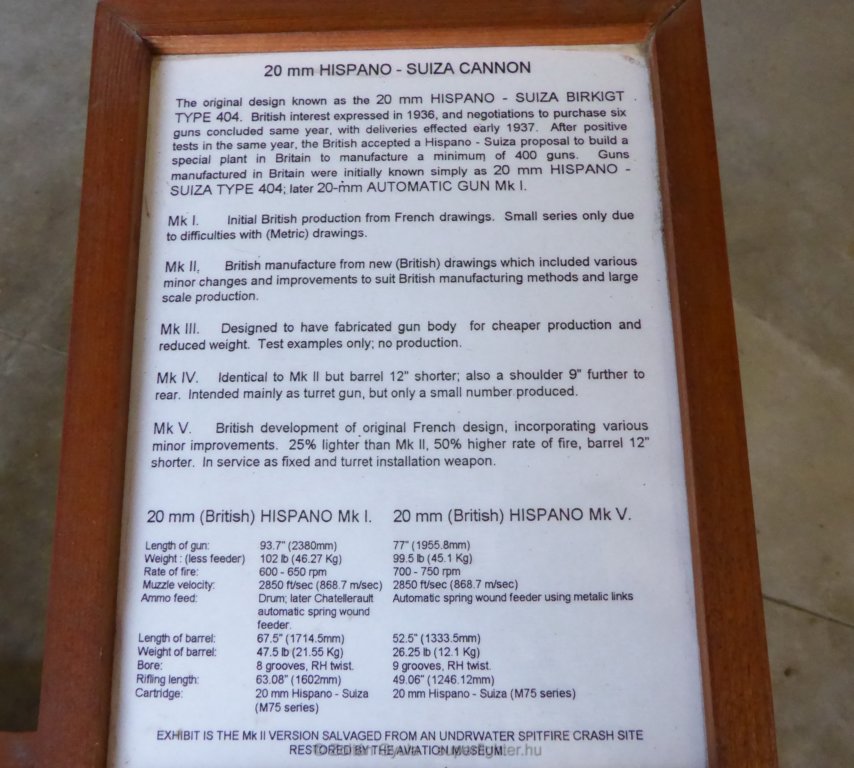 20 mm HISPANO - SUIZA CANNON
The original design known as the 20 mm HISPANO - SUIZA BIRKIGT
TYPE 404. British interest expressed in 1936, and negotiations to purchase six
guns concluded same year, with deliveries effected early 1937. After positive
tests in the same year, the British accepted a Hispano - Suiza proposal to build a
special plant in Britain to manufacture a minimum of 400 guns. Guns
manufactured in Britain were initially known simply as 20 mm HISPANO -
SUIZA TYPE 404; later 20-mm AUTOMATIC GUN Mk I.
Mk I. Initial British production from French drawings. Small series only due
to difficulties with (Metric) drawings.
Mk II. British manufacture from new (British) drawings which included various
minor changes and improvements to suit British manufacturing methods and large
scale production.
Mk III. Designed to have fabricated gun body for cheaper production and
reduced weight. Test examples only; no production.
Mk IV. Identical to Mk II but barrel 12" shorter; also a shoulder 9" further to
rear. Intended mainly as turret gun, but only a small number produced.
Mk V. British development of original French design, incorporating various
minor improvements. 25% lighter than Mk II, 50% higher rate of fire, barrel 12"
shorter. In service as fixed and turret installation weapon.
20 mm (British) HISPANO Mk I. 20 mm (British) HISPANO Mk V.
Length of gun: 93.7" (2380mm) 77" (1955.8mm)
Weight : (less feeder) 102 lb (46.27 Kg) 99.5 lb (45.1 Kg)
Rate of fire: 600 - 650 rpm 700 - 750 rpm
Muzzle velocity: 2850 ft/sec (868.7 m/sec) 2850 ft/sec (868.7 m/sec)
Ammo feed: Drum; later Chatellerault Automatic spring wound feeder using metalic links
automatic spring wound
feeder.
Length of barrel: 67.5" (1714.5mm) 52.5" (1333.5mm)
Weight of barrel: 47.5 lb (21.55 Kg) 26.25 lb (12.1 Kg)
Bore: 8 grooves, RH twist. 9 grooves, RH twist.
Rifling length: 63.08" (1602mm) 49.06" (1246.12mm)
Cartridge: 20 mm Hispano - Suiza 20 mm Hispano - Suiza (M75 series)
(M75 series)
EXHIBIT IS THE Mk II VERSION SALVAGED FROM AN UNDRWATER SPITFIRE CRASH SITE
RESTORED BY THE AVIATION MUSEUM